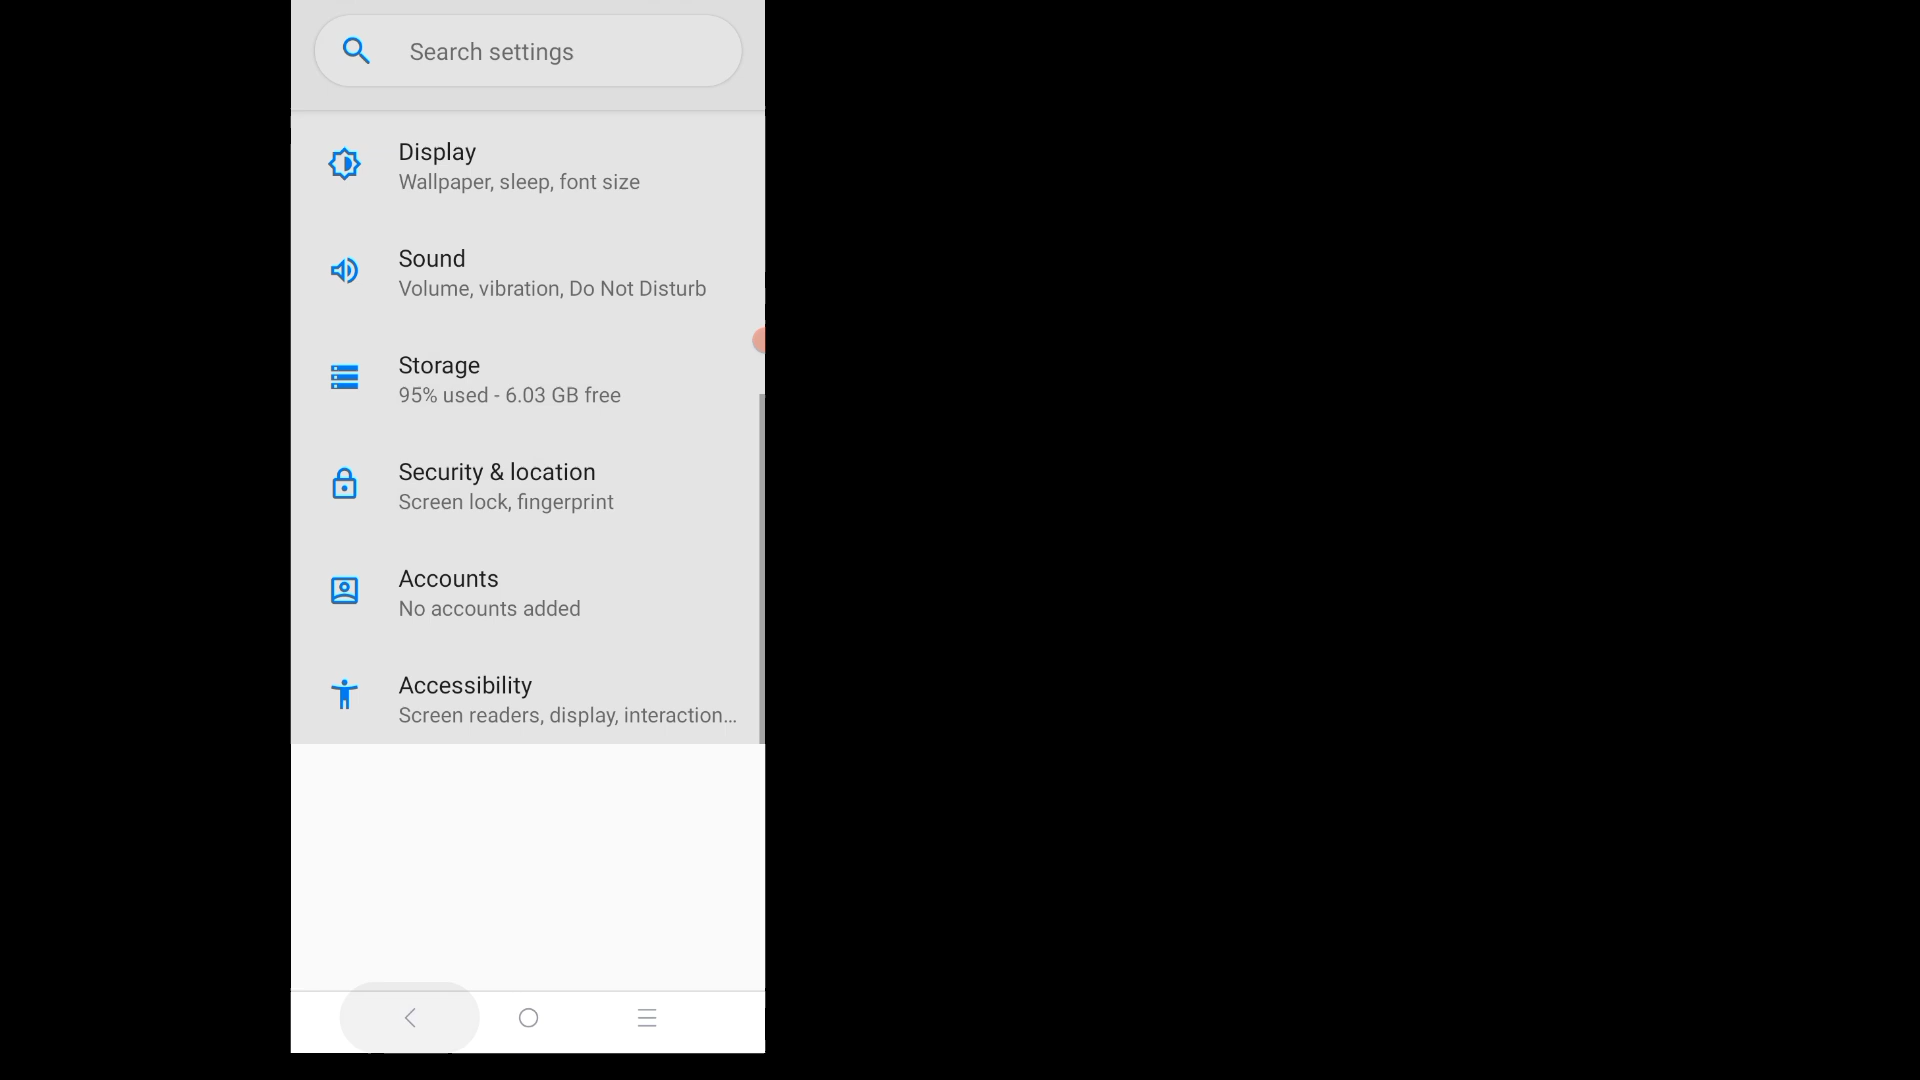 Search settings
Display
Wallpaper, sleep, font size
Sound
Volume, vibration, Do Not Disturb
Storage
95% used - 6.03 GB free
Security & location
Screen lock, fingerprint
Accounts
No accounts added
Accessibility
Screen readers, display, interaction…